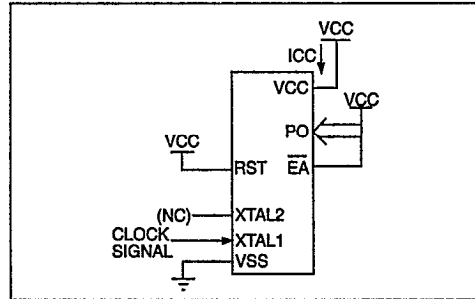 VCC
ICC
VCC
VCC
PO
VCC
RST
EA
(NC)
XTAL2
CLOCK
SIGNAL
XTAL1
VSS